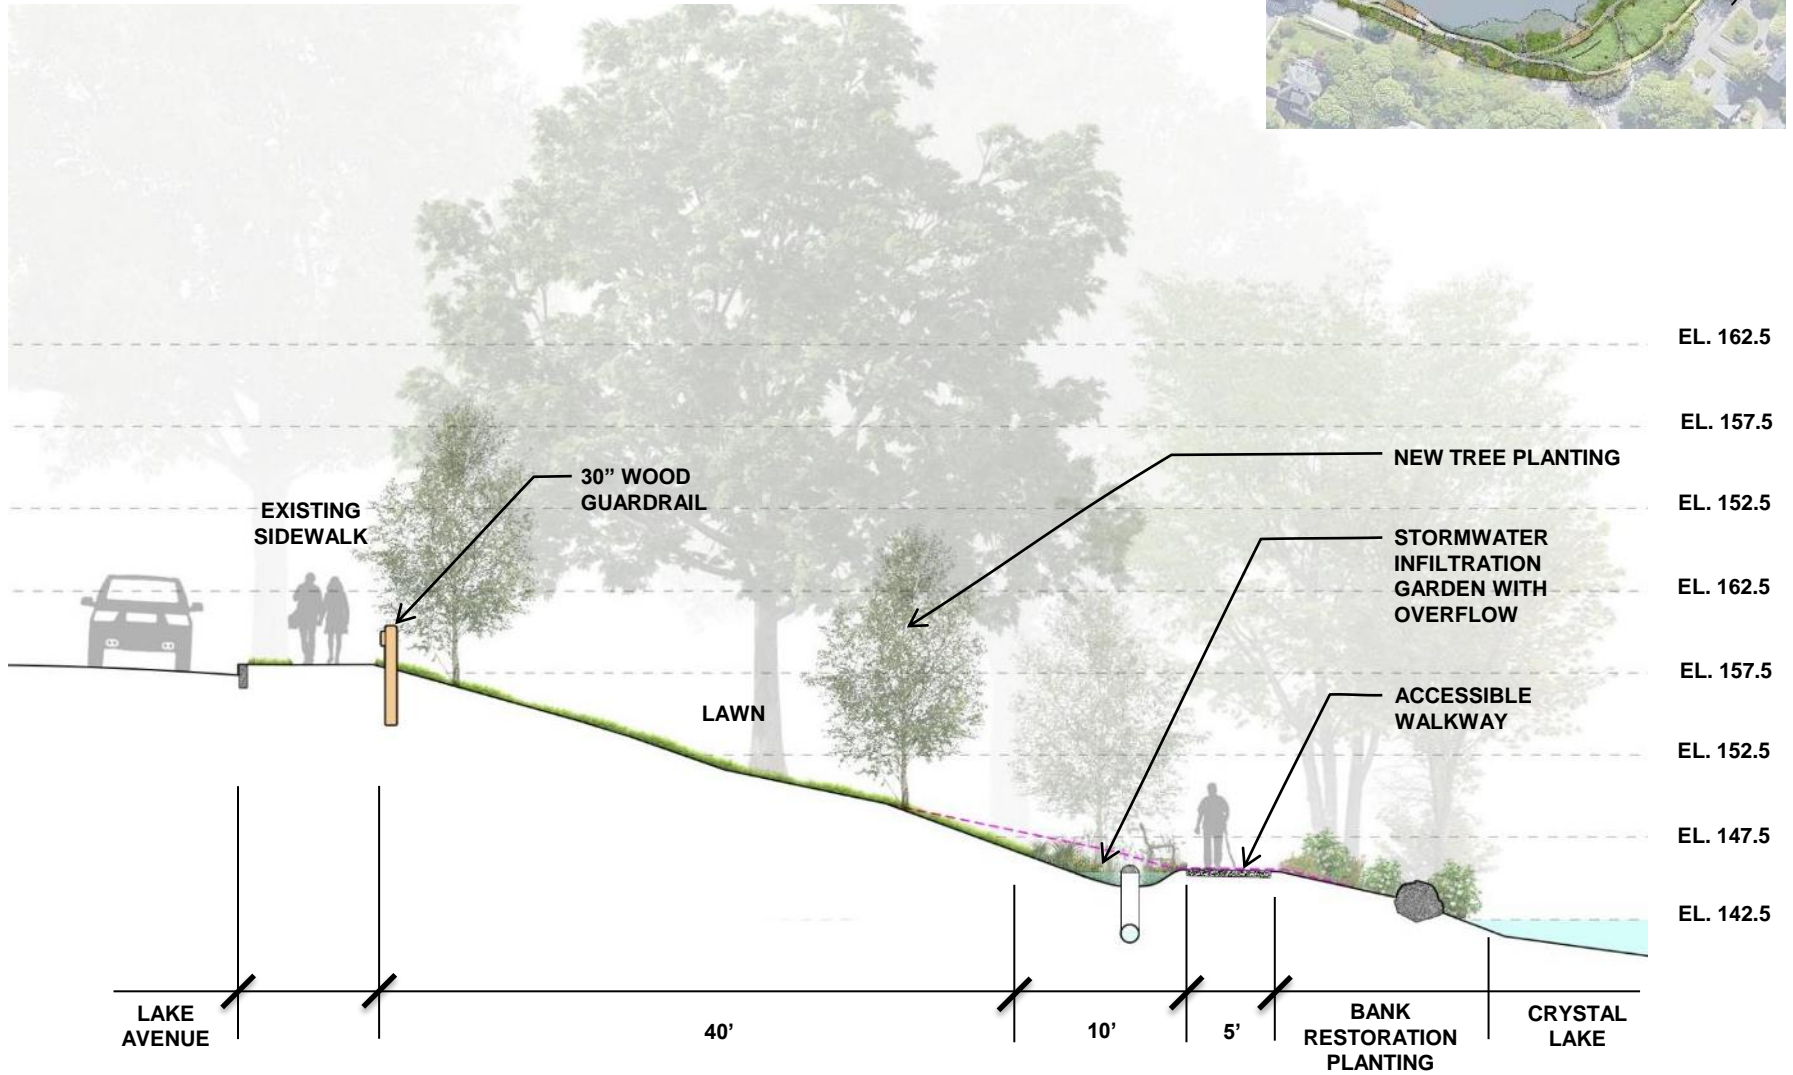 EL. 162.5
EL. 157.5
NEW TREE PLANTING
30” WOOD
GUARDRAIL
EL. 152.5
EXISTING
SIDEWALK
STORMWATER
INFILTRATION
GARDEN WITH
OVERFLOW
EL. 162.5
EL. 157.5
ACCESSIBLE
WALKWAY
LAWN
EL. 152.5
EL. 147.5
EL. 142.5
LAKE
AVENUE
40’
10’
5’
BANK
RESTORATION
PLANTING
CRYSTAL
LAKE